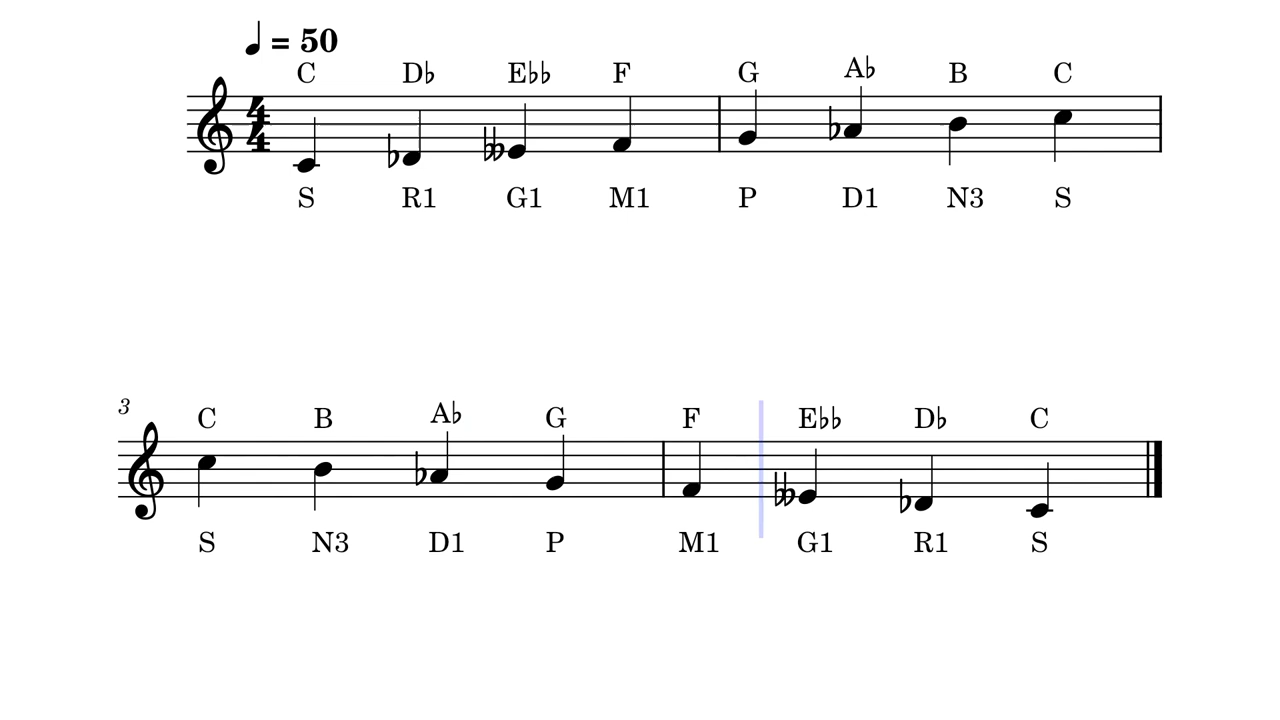 ♩ = 50
C D♭ E♭♭ F G A♭ B C
4
4
S R1 G1 M1 P D1 N3 S
3
C B A♭ G F E♭♭ D♭ C
S N3 D1 P M1 G1 R1 S